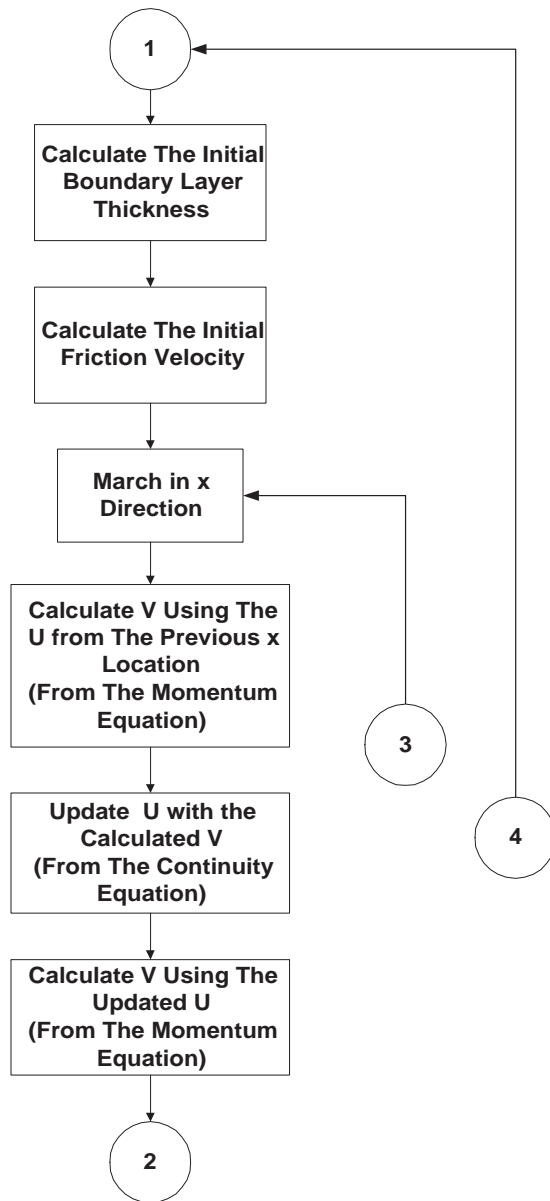 1
Calculate The Initial
Boundary Layer
Thickness
Calculate The Initial
Friction Velocity
March in x
Direction
Calculate V Using The
U from The Previous x
Location
(From The Momentum
Equation)
3
Update U with the
Calculated V
(From The Continuity
Equation)
4
Calculate V Using The
Updated U
(From The Momentum
Equation)
2